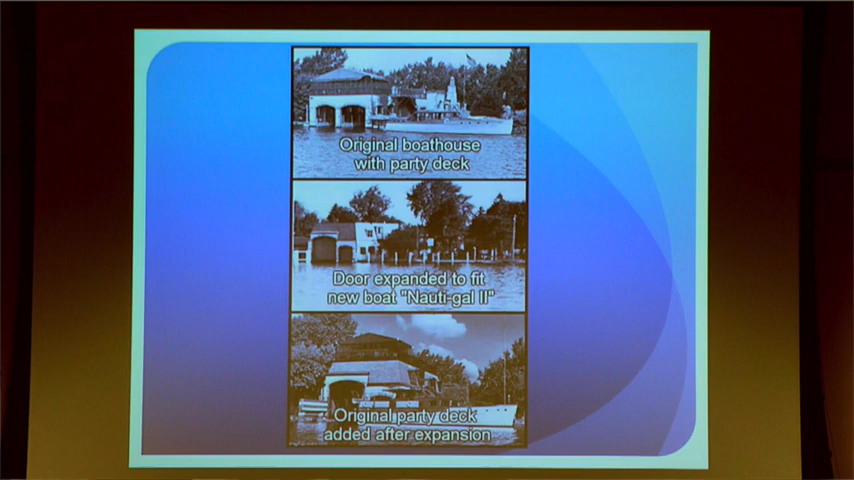 Original boathouse
with party deck
Door expanded to fit
new boat "Nauti-gal II"
Original party deck
added after expansion